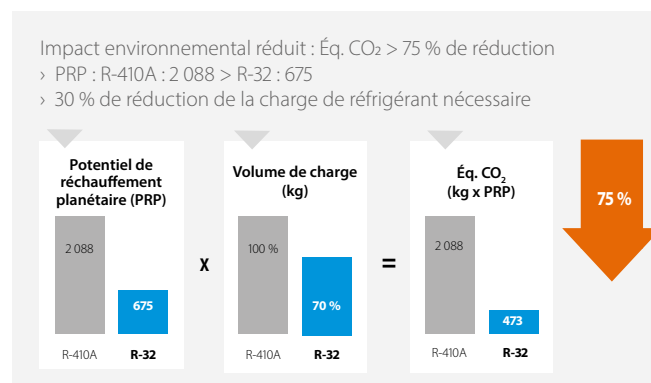 Impact environnemental réduit : Éq. CO₂ > 75 % de réduction
› PRP : R-410A : 2 088 > R-32 : 675
› 30 % de réduction de la charge de réfrigérant nécessaire
Potentiel de
réchauffement
planétaire (PRP)
2 088
675
R-410A R-32
x
Volume de charge
(kg)
100 %
70 %
R-410A R-32
=
Éq. CO₂
(kg x PRP)
2 088
473
R-410A R-32
75 %